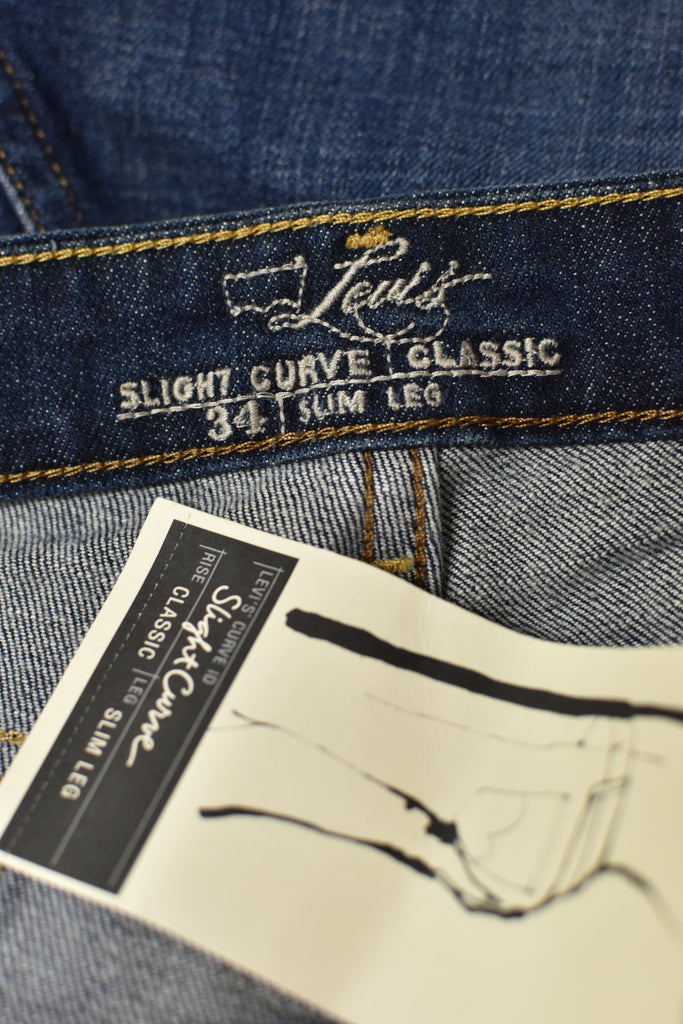 Levi's
SLIGHT CURVE CLASSIC
34 SLIM LEG
LEVI'S CURVE ID
Slight Curve
RISE CLASSIC LEG SLIM LEG